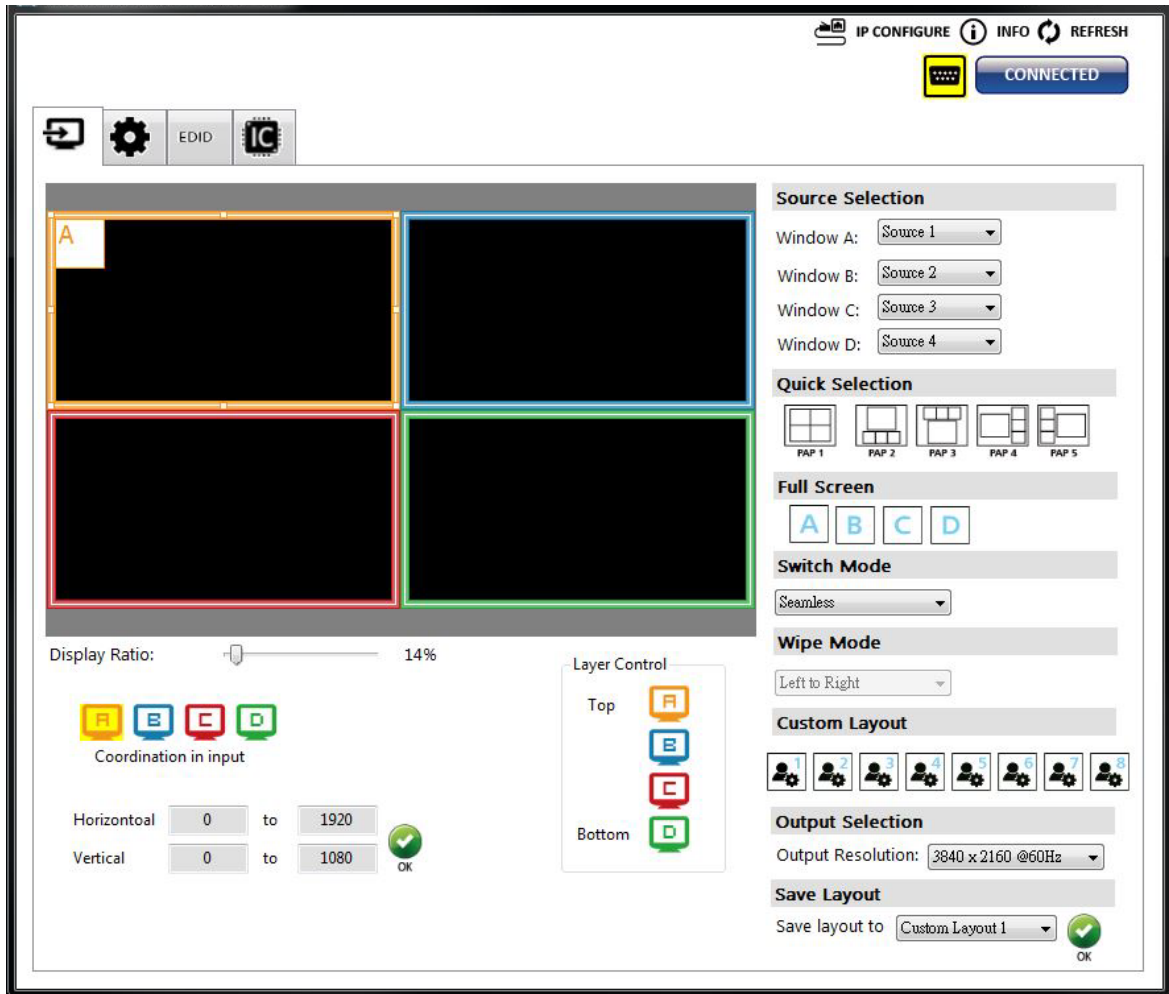 IP CONFIGURE INFO REFRESH
CONNECTED
EDID IC
Source Selection
A
Window A: Source 1
Window B: Source 2
Window C: Source 3
Window D: Source 4
Quick Selection
PAP 1 PAP 2 PAP 3 PAP 4 PAP 5
Full Screen
A B C D
Switch Mode
Seamless
Wipe Mode
Left to Right
Custom Layout
1 2 3 4 5 6 7 8
Output Selection
Output Resolution: 3840 x 2160 @60Hz
Save Layout
Save layout to Custom Layout 1
OK
Display Ratio: 14%
A B C D
Coordination in input
Horizontoal 0 to 1920
Vertical 0 to 1080
OK
Layer Control
Top A
B
C
Bottom D